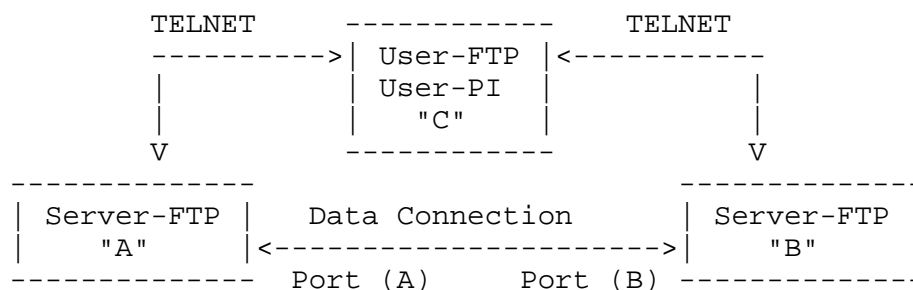 TELNET     ------------     TELNET
---------->| User-FTP |<----------
|          | User-PI  |          |
|          |   "C"    |          |
V          ------------          V
--------------                        --------------
| Server-FTP |   Data Connection      | Server-FTP
|    "A"     |<---------------------->|    "B"
-------------- Port (A)      Port (B) --------------